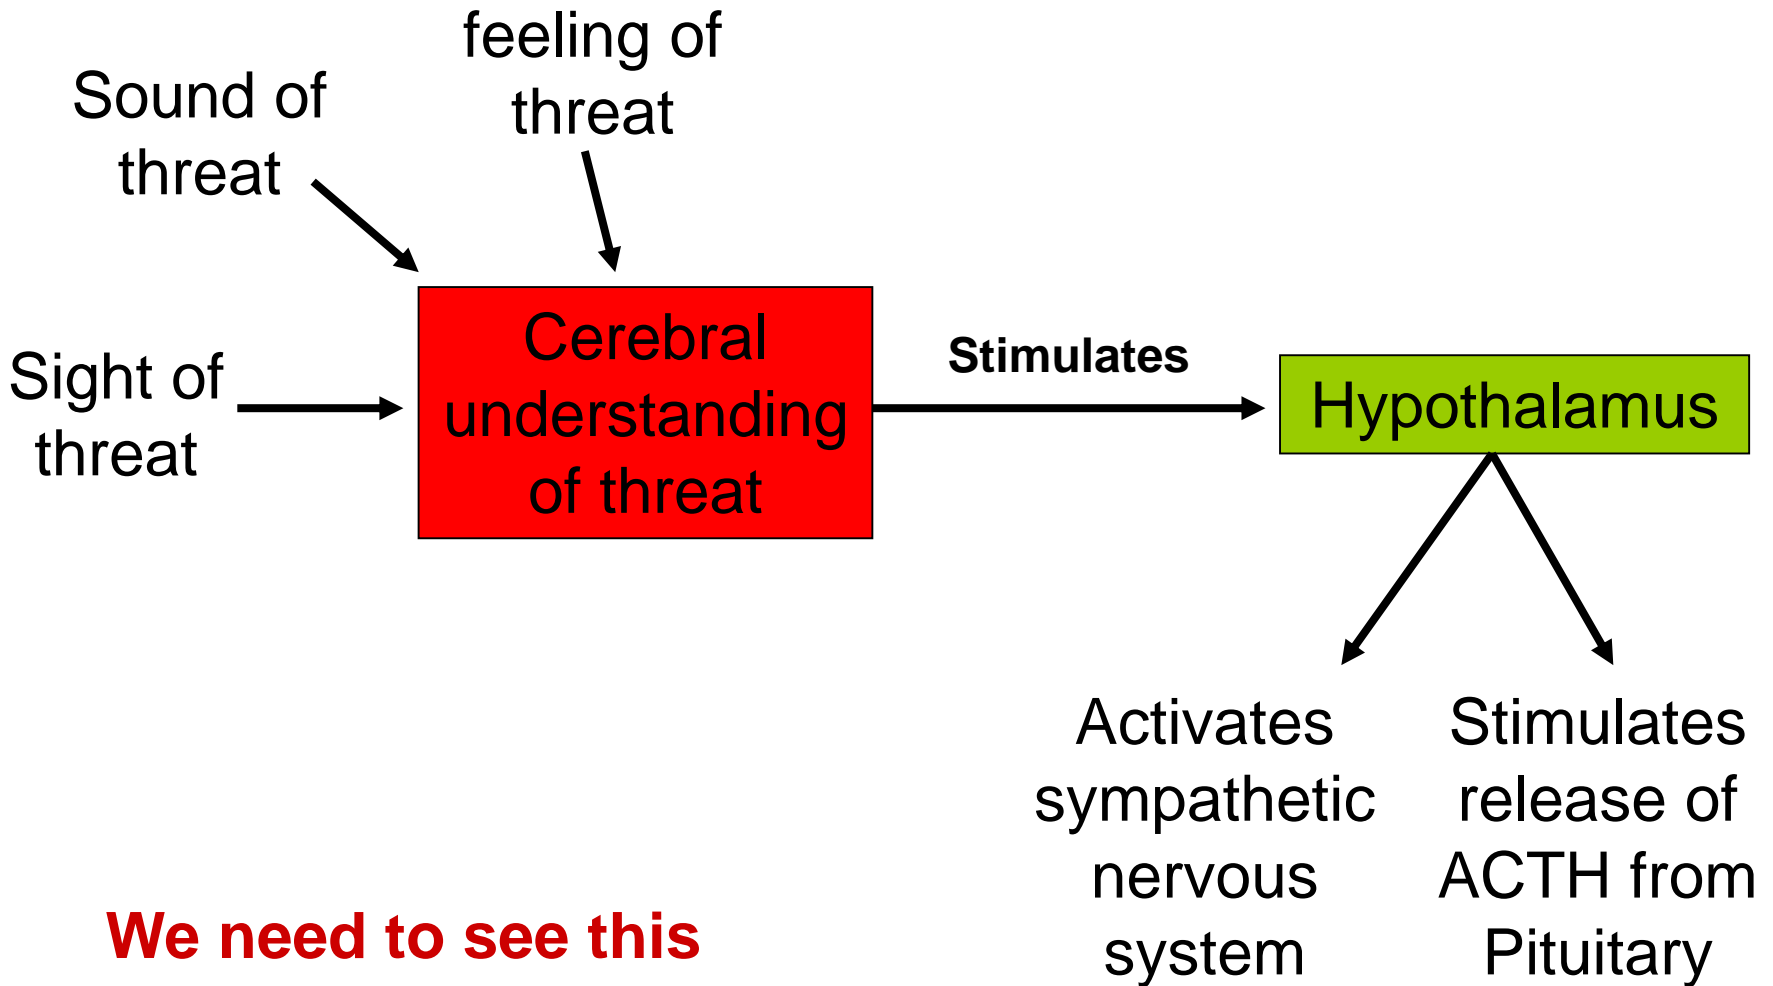 feeling of
threat
Sound of
threat
Sight of
threat
Cerebral
understanding
of threat
Stimulates
Hypothalamus
Activates
sympathetic
nervous
system
Stimulates
release of
ACTH from
Pituitary
We need to see this